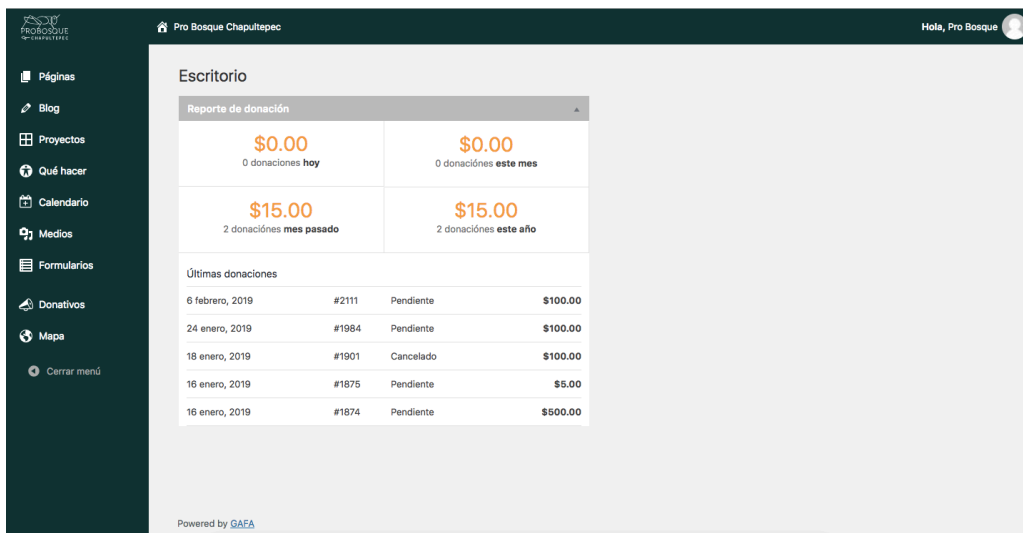 PROBOSQUE
CHAPULTEPEC
Pro Bosque Chapultepec
Hola, Pro Bosque
Páginas
Blog
Proyectos
Qué hacer
Calendario
Medios
Formularios
Donativos
Mapa
Cerrar menú
Escritorio
Reporte de donación
$0.00
0 donaciones hoy
$0.00
0 donaciónes este mes
$15.00
2 donaciónes mes pasado
$15.00
2 donaciónes este año
Últimas donaciones
6 febrero, 2019 #2111 Pendiente $100.00
24 enero, 2019 #1984 Pendiente $100.00
18 enero, 2019 #1901 Cancelado $100.00
16 enero, 2019 #1875 Pendiente $5.00
16 enero, 2019 #1874 Pendiente $500.00
Powered by GAFA